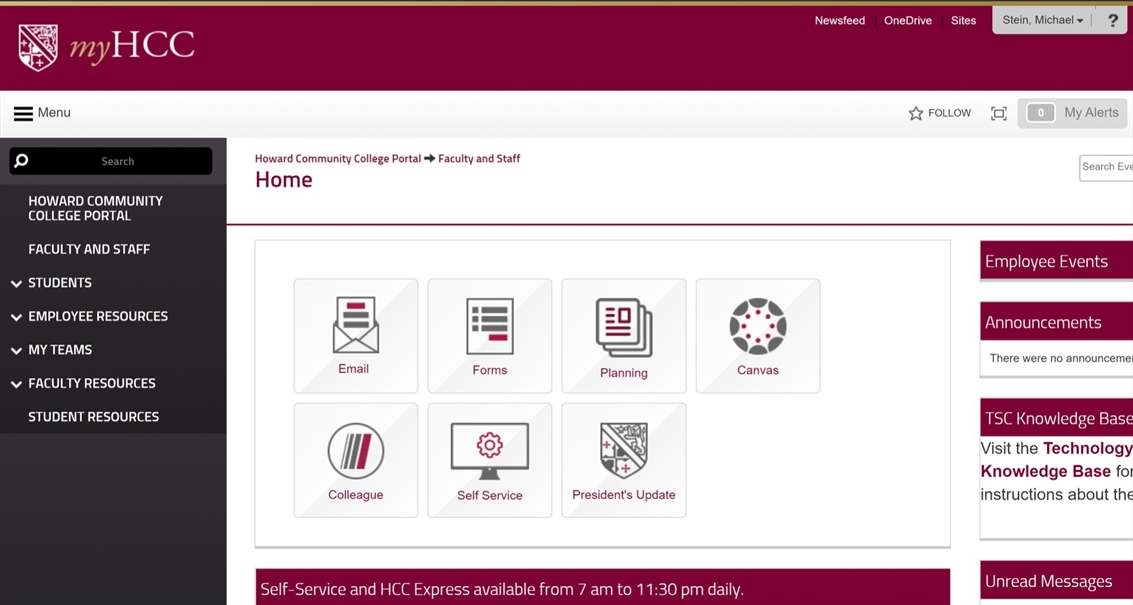 myHCC
Newsfeed
OneDrive
Sites
Stein, Michael
?
Menu
FOLLOW
0
My Alerts
Search
HOWARD COMMUNITY
COLLEGE PORTAL
FACULTY AND STAFF
STUDENTS
EMPLOYEE RESOURCES
MY TEAMS
FACULTY RESOURCES
STUDENT RESOURCES
Howard Community College Portal
Faculty and Staff
Home
Search Eve
Email
Forms
Planning
Canvas
Colleague
Self Service
President's Update
Self-Service and HCC Express available from 7 am to 11:30 pm daily.
Employee Events
Announcements
There were no announcemen
TSC Knowledge Base
Visit the Technology
Knowledge Base for
instructions about the
Unread Messages